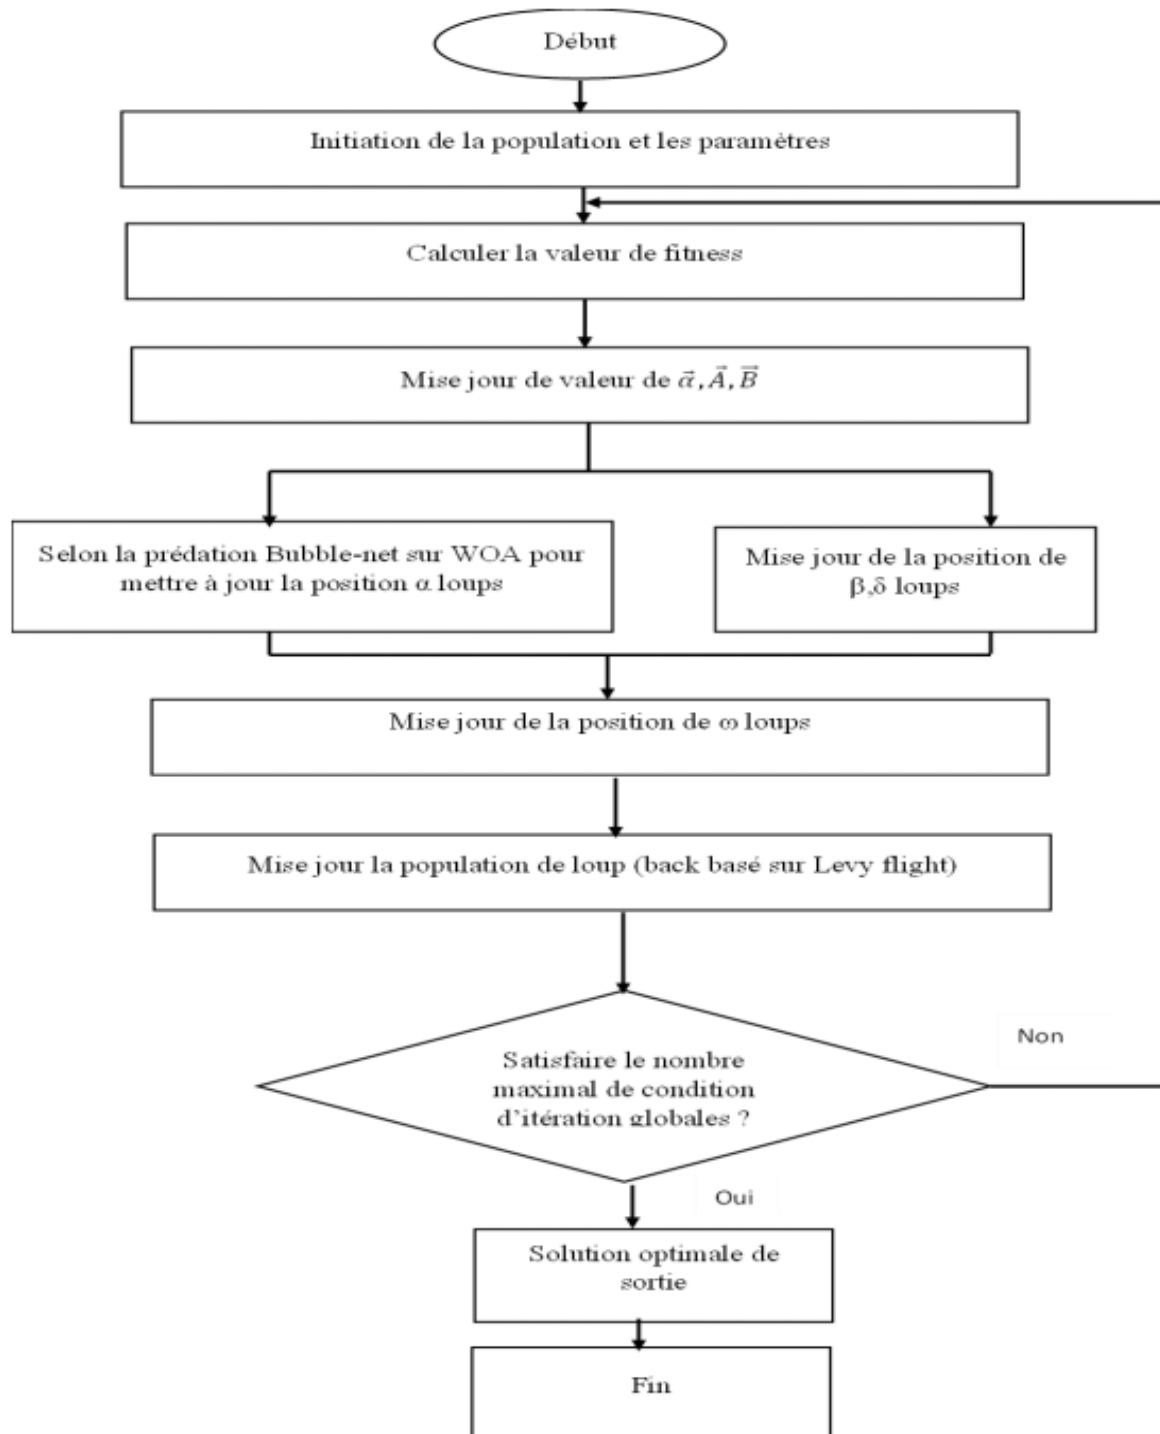 Début
Initiation de la population et les paramètres
Calculer la valeur de fitness
Mise jour de valeur de α⃗, A⃗, B⃗
Selon la prédation Bubble-net sur WOA pour
mettre à jour la position α loups
Mise jour de la position de
β,δ loups
Mise jour de la position de ω loups
Mise jour la population de loup (back basé sur Levy flight)
Satisfaire le nombre
maximal de condition
d'itération globales ?
Non
Oui
Solution optimale de
sortie
Fin